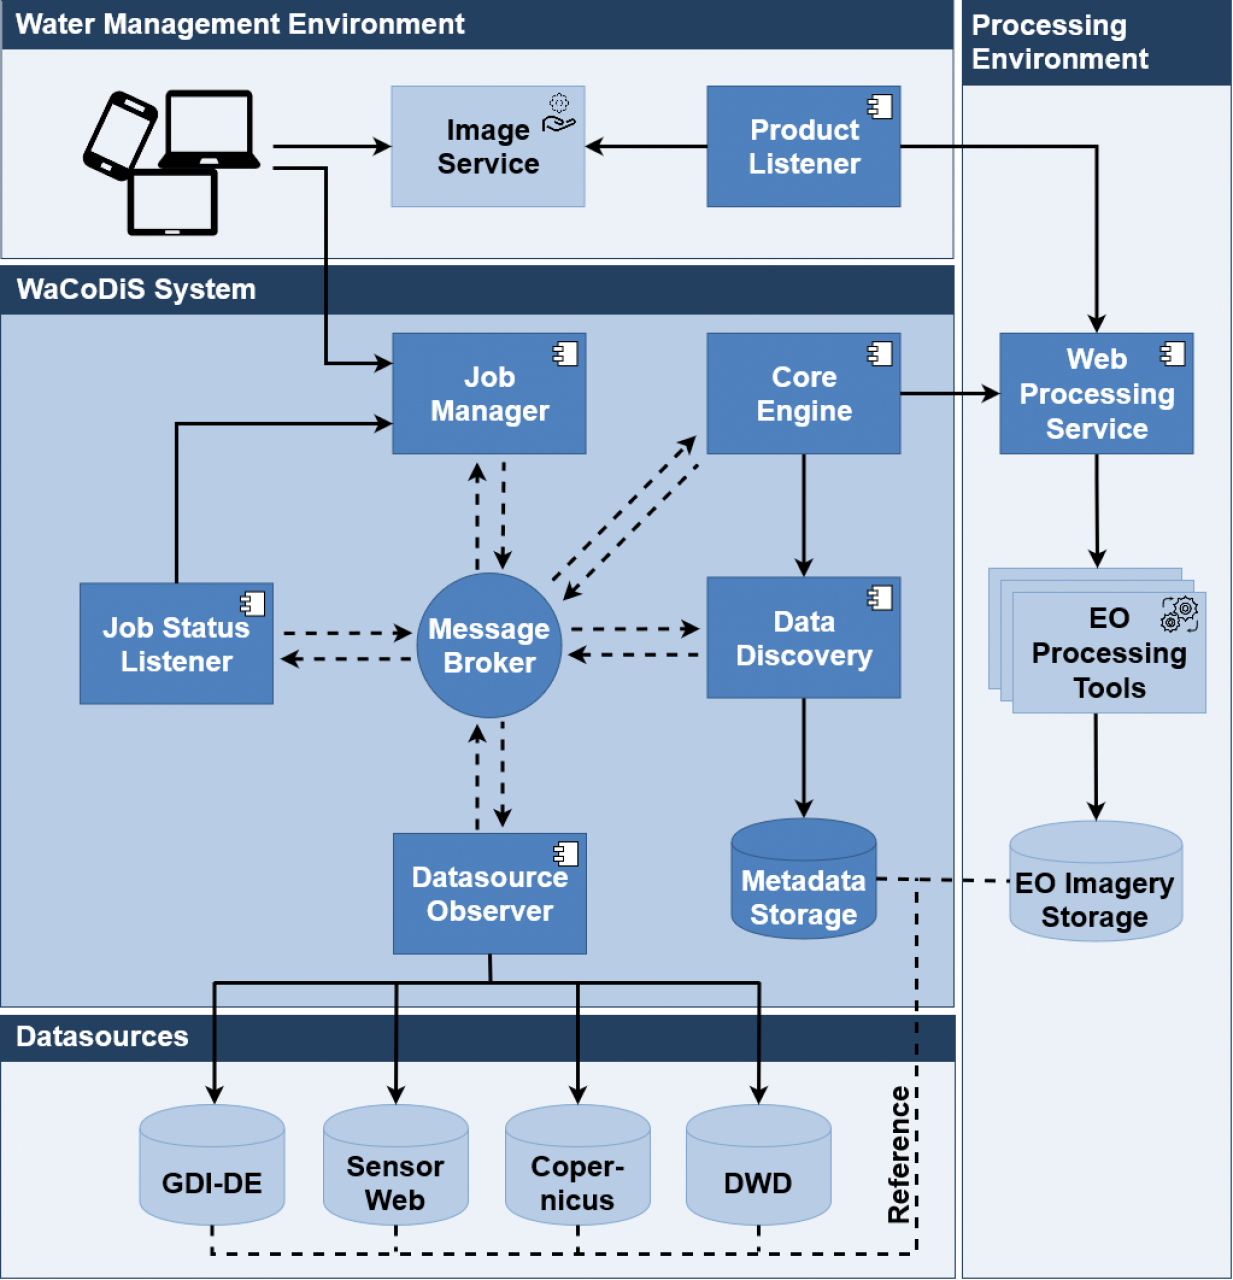 Water Management Environment
Processing
Environment
Image
Service
Product
Listener
WaCoDiS System
Job
Manager
Core
Engine
Web
Processing
Service
Job Status
Listener
Message
Broker
Data
Discovery
EO
Processing
Tools
Datasource
Observer
Metadata
Storage
EO Imagery
Storage
Datasources
GDI-DE
Sensor
Web
Coper-
nicus
DWD
Reference